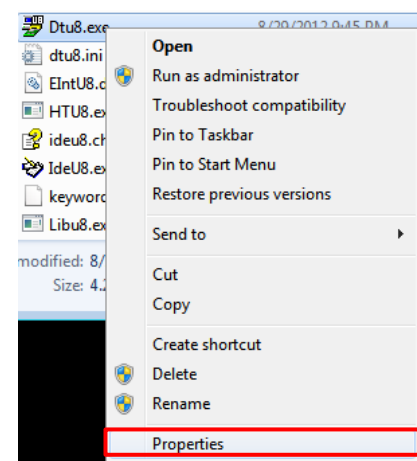 Dtu8.exe 8/29/2012 9:45 PM
dtu8.ini
EIntU8.d
HTU8.ex
ideu8.ch
IdeU8.ex
keyword
Libu8.ex
modified: 8/
Size: 4.2
Open
Run as administrator
Troubleshoot compatibility
Pin to Taskbar
Pin to Start Menu
Restore previous versions
Send to
Cut
Copy
Create shortcut
Delete
Rename
Properties